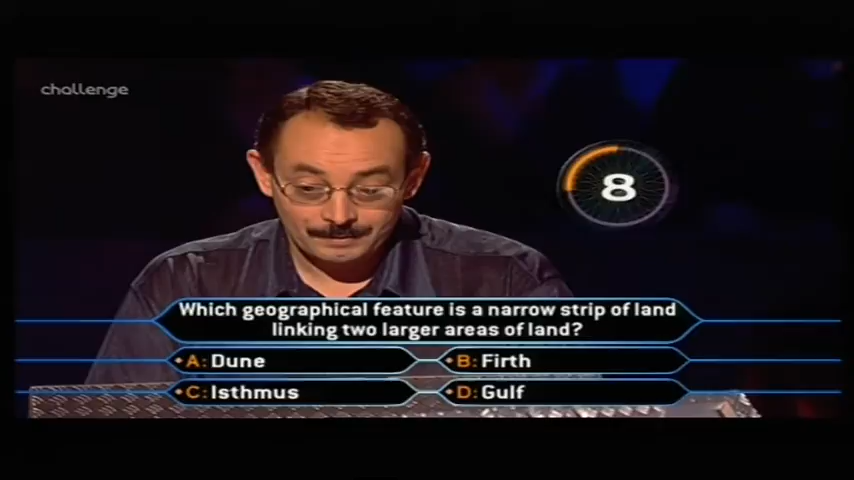 challenge
8
Which geographical feature is a narrow strip of land
linking two larger areas of land?
A: Dune
B: Firth
C: Isthmus
D: Gulf